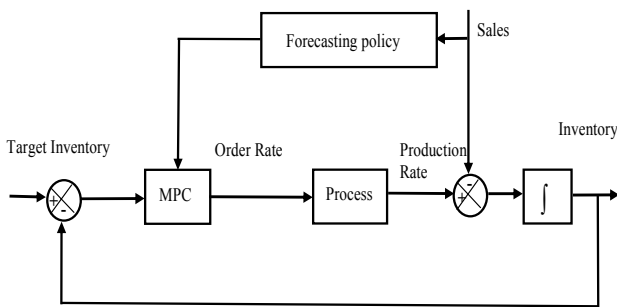 Forecasting policy
Sales
Target Inventory
Order Rate
Production
Rate
Inventory
+
-
MPC
Process
-
+
∫